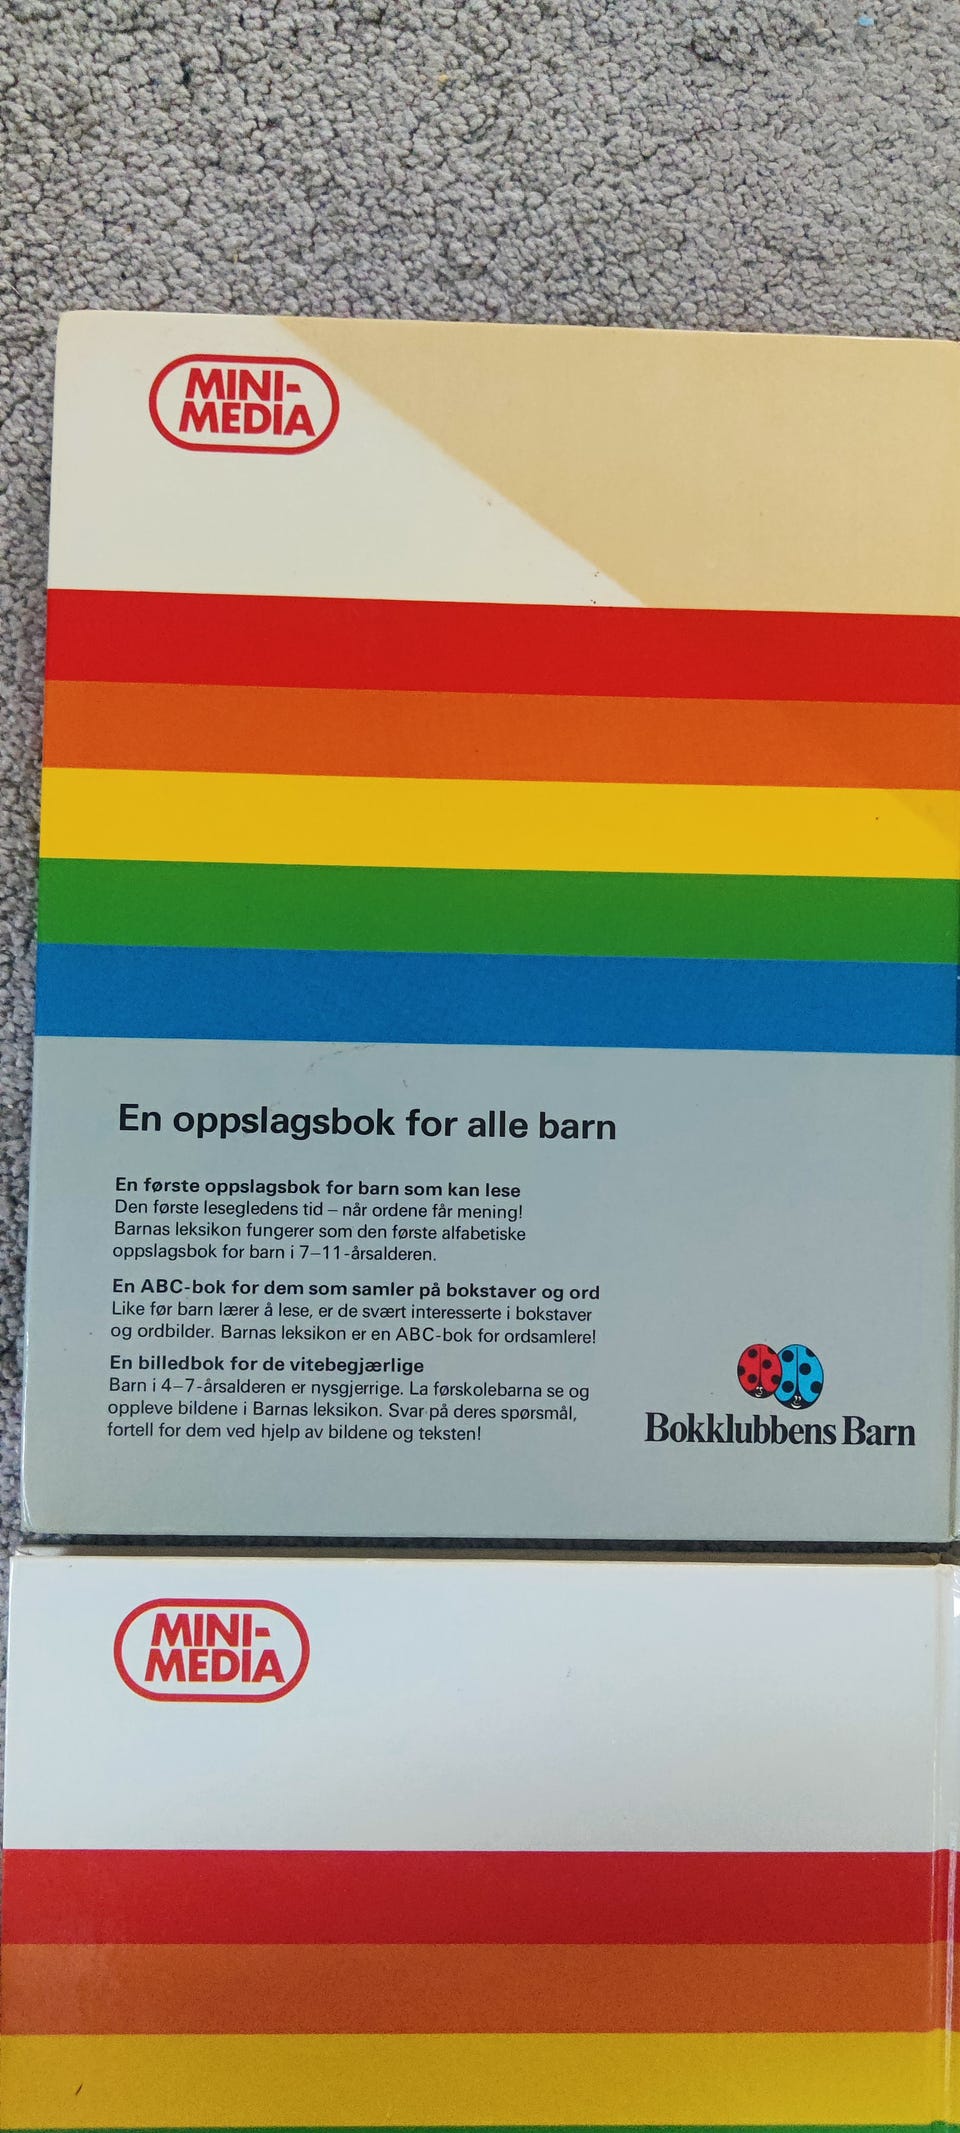 MINI-
MEDIA
En oppslagsbok for alle barn
En første oppslagsbok for barn som kan lese
Den første lesegledens tid – når ordene får mening!
Barnas leksikon fungerer som den første alfabetiske
oppslagsbok for barn i 7–11-årsalderen.
En ABC-bok for dem som samler på bokstaver og ord
Like før barn lærer å lese, er de svært interesserte i bokstaver
og ordbilder. Barnas leksikon er en ABC-bok for ordsamlere!
En billedbok for de vitebegjærlige
Barn i 4–7-årsalderen er nysgjerrige. La førskolebarna se og
oppleve bildene i Barnas leksikon. Svar på deres spørsmål,
fortell for dem ved hjelp av bildene og teksten!
Bokklubbens Barn
MINI-
MEDIA